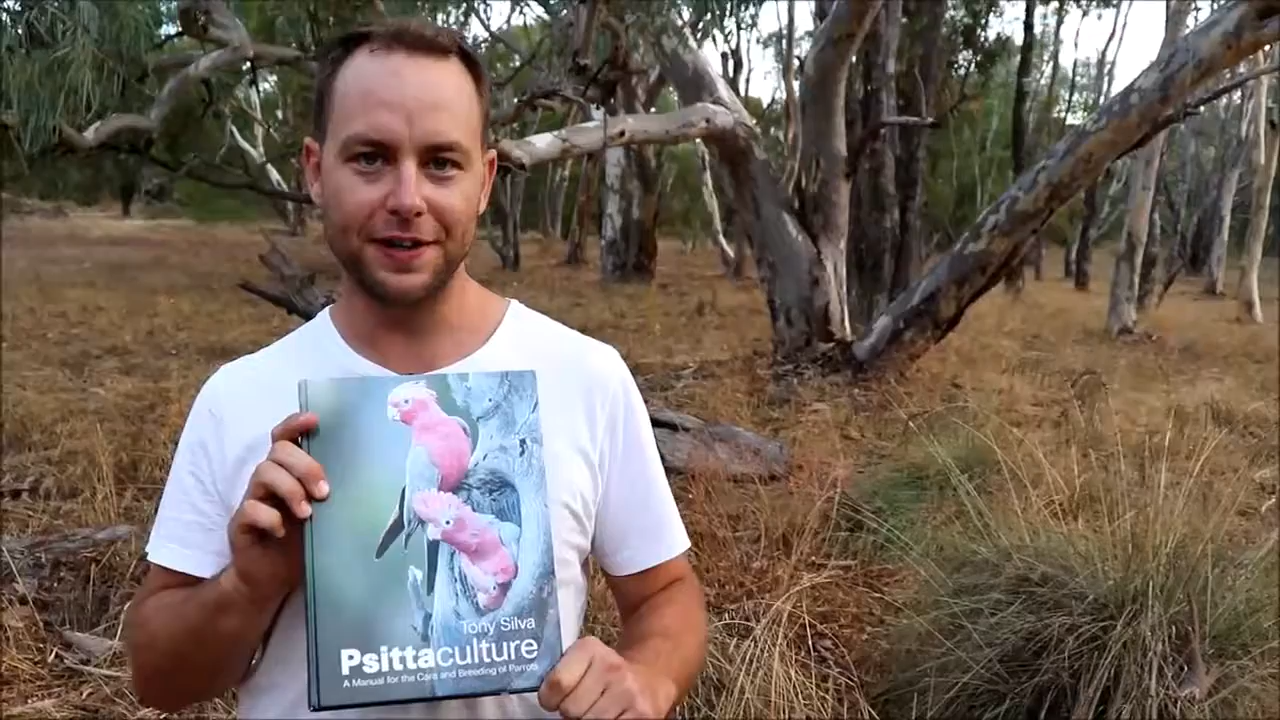 Tony Silva
Psittaculture
A Manual for the Care and Breeding of Parrots